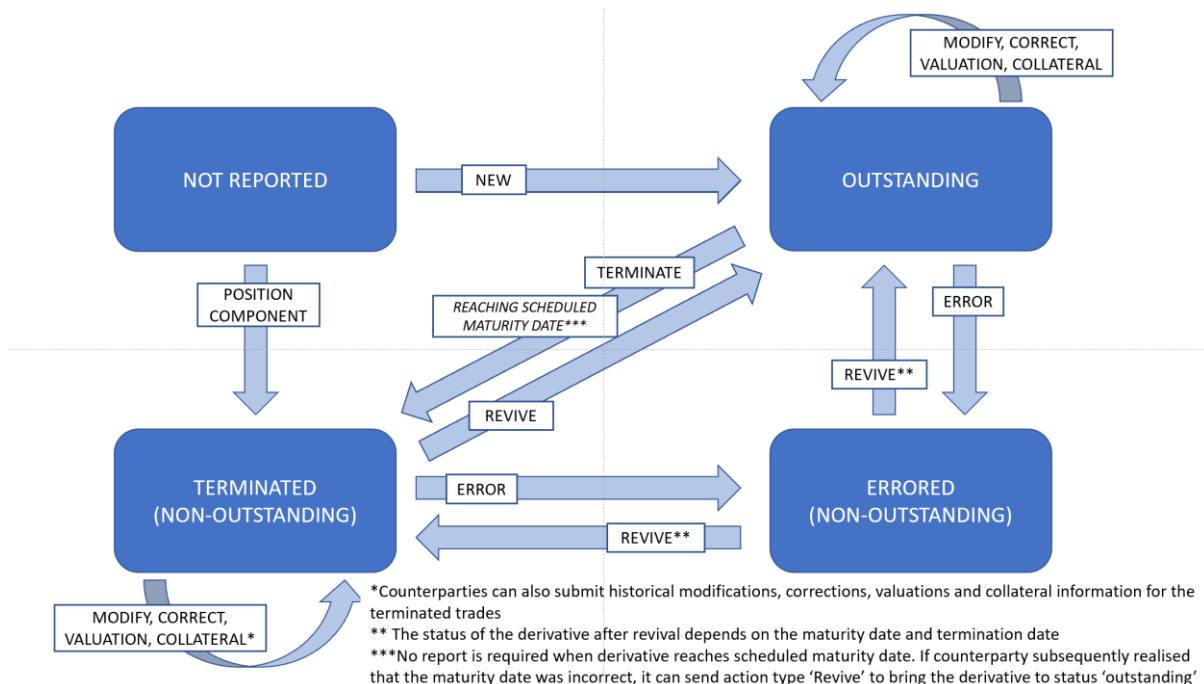 MODIFY, CORRECT,
VALUATION, COLLATERAL
NOT REPORTED
NEW
OUTSTANDING
POSITION
COMPONENT
TERMINATE
REACHING SCHEDULED
MATURITY DATE***
REVIVE
ERROR
REVIVE**
TERMINATED
(NON-OUTSTANDING)
ERROR
REVIVE**
ERRORED
(NON-OUTSTANDING)
MODIFY, CORRECT,
VALUATION, COLLATERAL*
*Counterparties can also submit historical modifications, corrections, valuations and collateral information for the
terminated trades
** The status of the derivative after revival depends on the maturity date and termination date
***No report is required when derivative reaches scheduled maturity date. If counterparty subsequently realised
that the maturity date was incorrect, it can send action type ‘Revive’ to bring the derivative to status ‘outstanding’